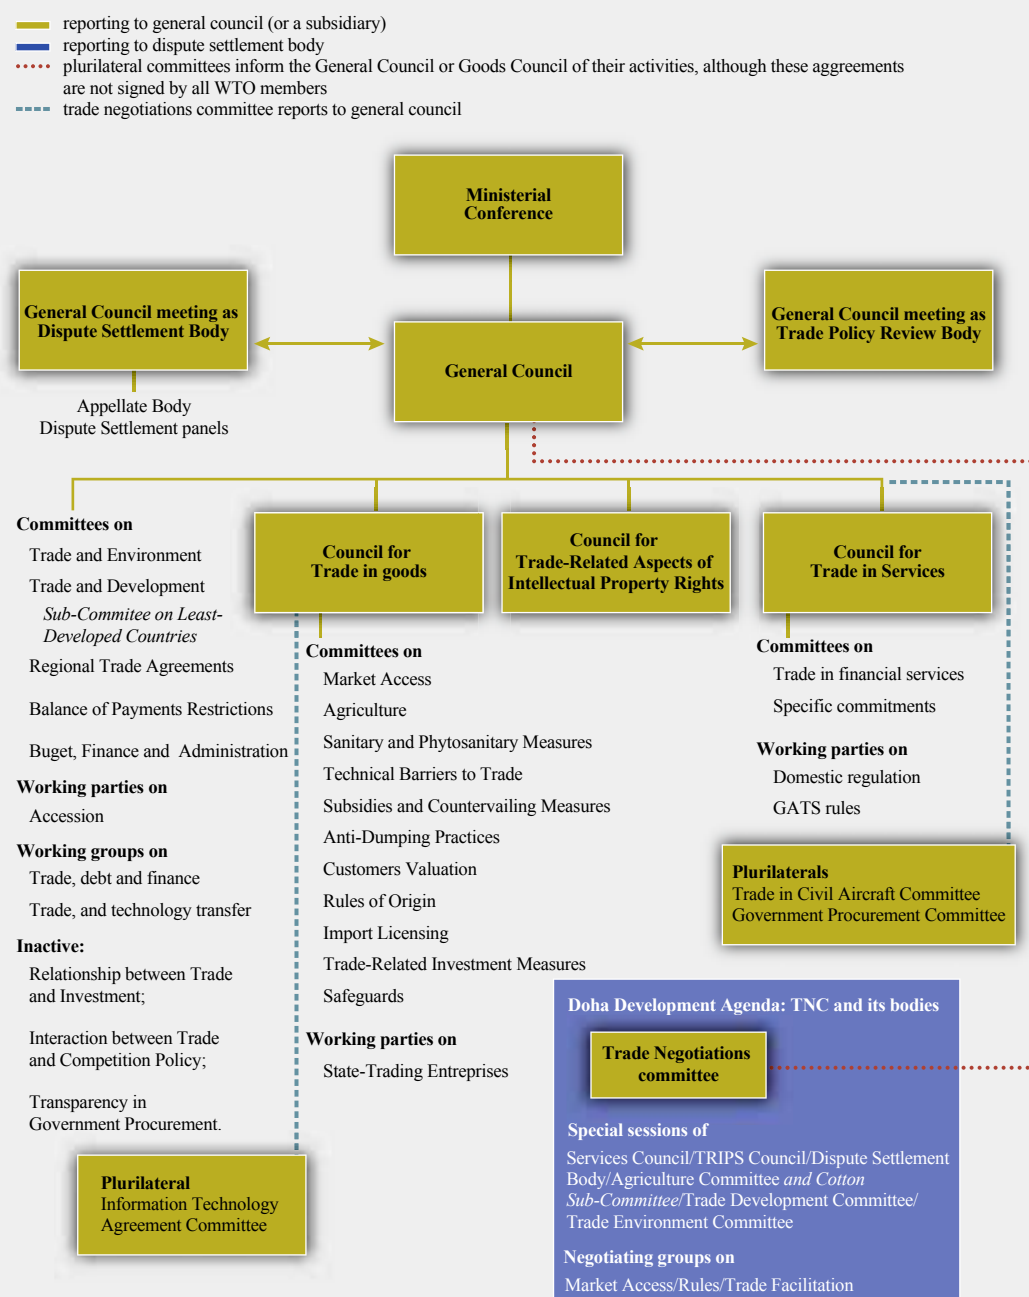 reporting to general council (or a subsidiary)
reporting to dispute settlement body
plurilateral committees inform the General Council or Goods Council of their activities, although these aggreements
are not signed by all WTO members
trade negotiations committee reports to general council
Ministerial
Conference
General Council meeting as
Dispute Settlement Body
General Council
General Council meeting as
Trade Policy Review Body
Appellate Body
Dispute Settlement panels
Committees on
Trade and Environment
Trade and Development
Sub-Commitee on Least-
Developed Countries
Regional Trade Agreements
Balance of Payments Restrictions
Buget, Finance and Administration
Working parties on
Accession
Working groups on
Trade, debt and finance
Trade, and technology transfer
Inactive:
Relationship between Trade
and Investment;
Interaction between Trade
and Competition Policy;
Transparency in
Government Procurement.
Plurilateral
Information Technology
Agreement Committee
Council for
Trade in goods
Committees on
Market Access
Agriculture
Sanitary and Phytosanitary Measures
Technical Barriers to Trade
Subsidies and Countervailing Measures
Anti-Dumping Practices
Customers Valuation
Rules of Origin
Import Licensing
Trade-Related Investment Measures
Safeguards
Working parties on
State-Trading Entreprises
Council for
Trade-Related Aspects of
Intellectual Property Rights
Council for
Trade in Services
Committees on
Trade in financial services
Specific commitments
Working parties on
Domestic regulation
GATS rules
Plurilaterals
Trade in Civil Aircraft Committee
Government Procurement Committee
Doha Development Agenda: TNC and its bodies
Trade Negotiations
committee
Special sessions of
Services Council/TRIPS Council/Dispute Settlement
Body/Agriculture Committee and Cotton
Sub-Committee/Trade Development Committee/
Trade Environment Committee
Negotiating groups on
Market Access/Rules/Trade Facilitation